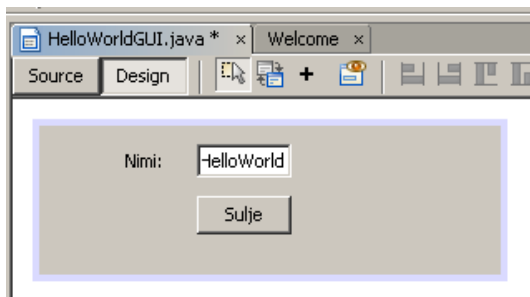 HelloWorldGUI.java * × Welcome ×
Source Design
Nimi: HelloWorld
Sulje